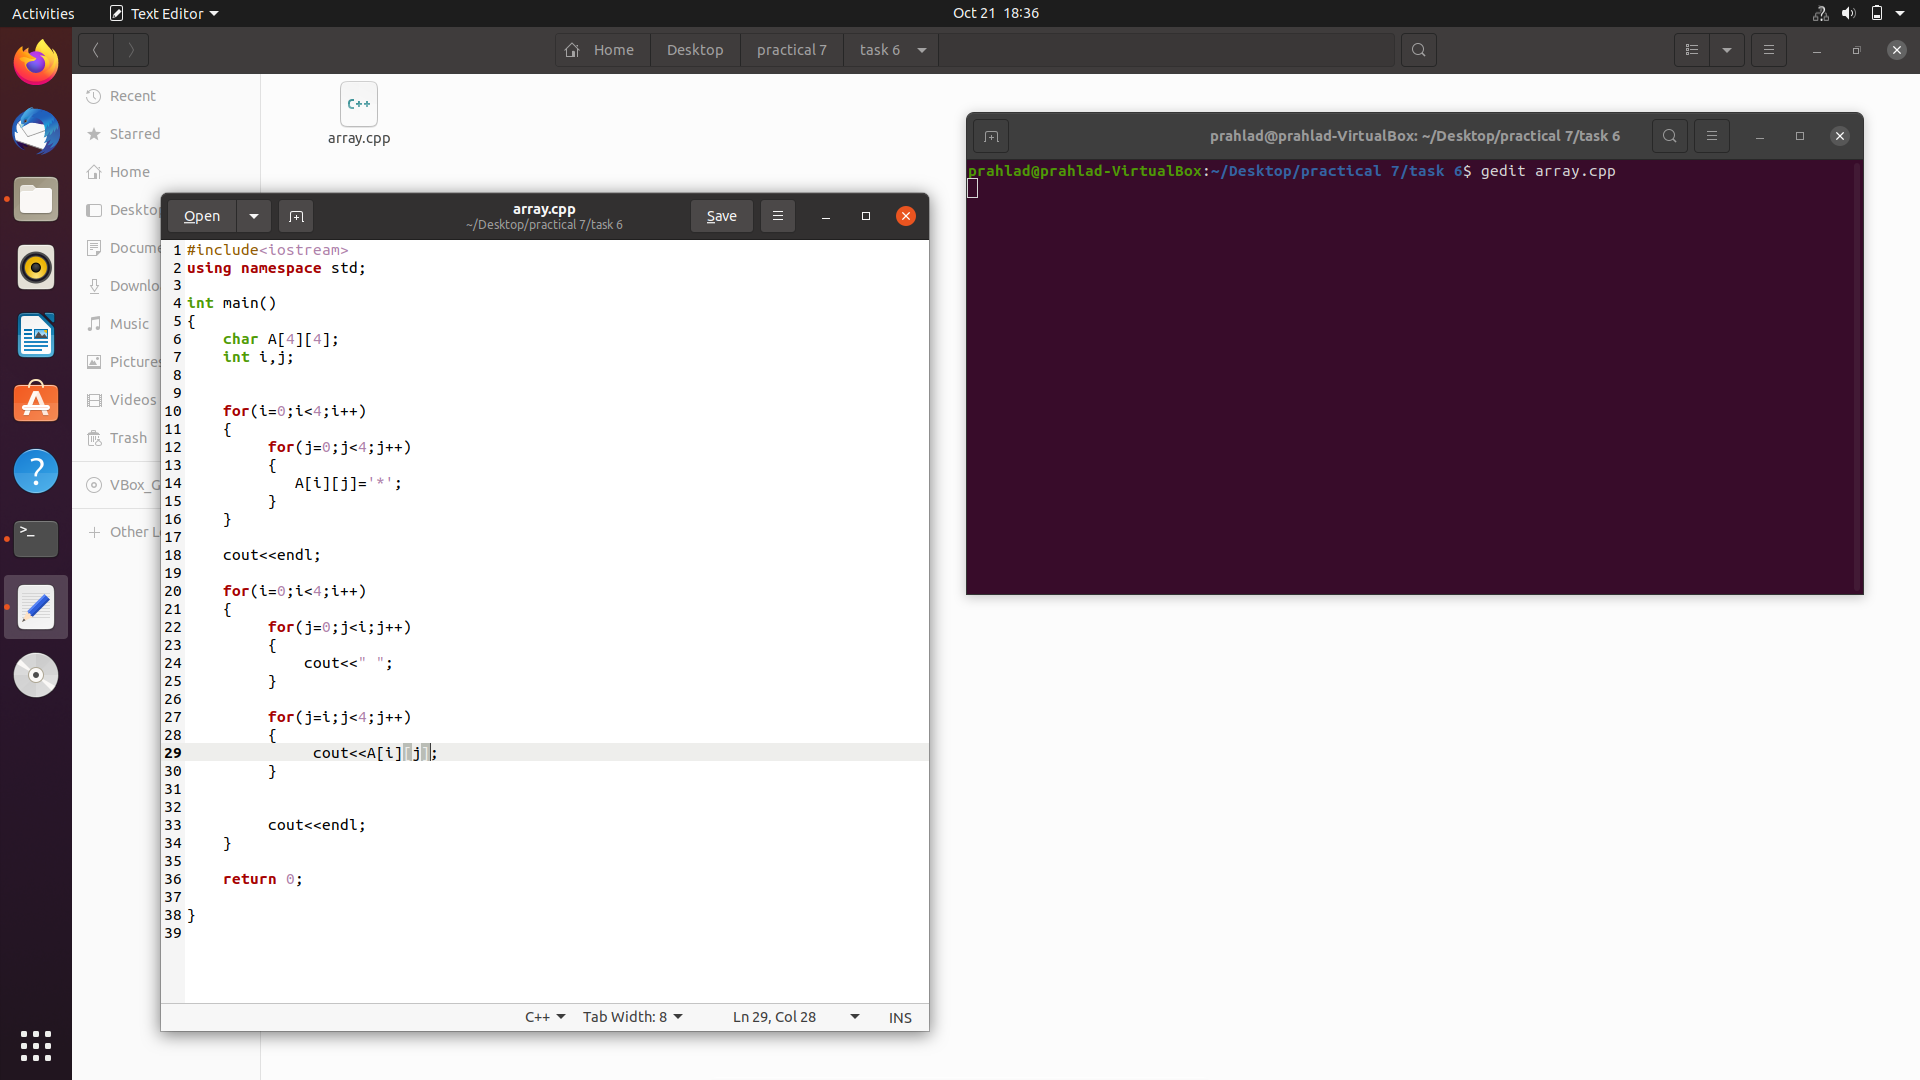 Activities
Text Editor
Oct 21 18:36
Home
Desktop
practical 7
task 6
Recent
Starred
Home
Deskto
Docume
Downlo
Music
Pictures
Videos
Trash
VBox_G
Other L
C++
array.cpp
Open
array.cpp
~/Desktop/practical 7/task 6
Save
1 #include<iostream>
2 using namespace std;
3
4 int main()
5 {
6 char A[4][4];
7 int i,j;
8
9
10 for(i=0;i<4;i++)
11 {
12 for(j=0;j<4;j++)
13 {
14 A[i][j]='*';
15 }
16 }
17
18 cout<<endl;
19
20 for(i=0;i<4;i++)
21 {
22 for(j=0;j<i;j++)
23 {
24 cout<<" ";
25 }
26
27 for(j=i;j<4;j++)
28 {
29 cout<<A[i][j];
30 }
31
32
33 cout<<endl;
34 }
35
36 return 0;
37
38 }
39
C++
Tab Width: 8
Ln 29, Col 28
INS
prahlad@prahlad-VirtualBox: ~/Desktop/practical 7/task 6
prahlad@prahlad-VirtualBox:~/Desktop/practical 7/task 6$ gedit array.cpp